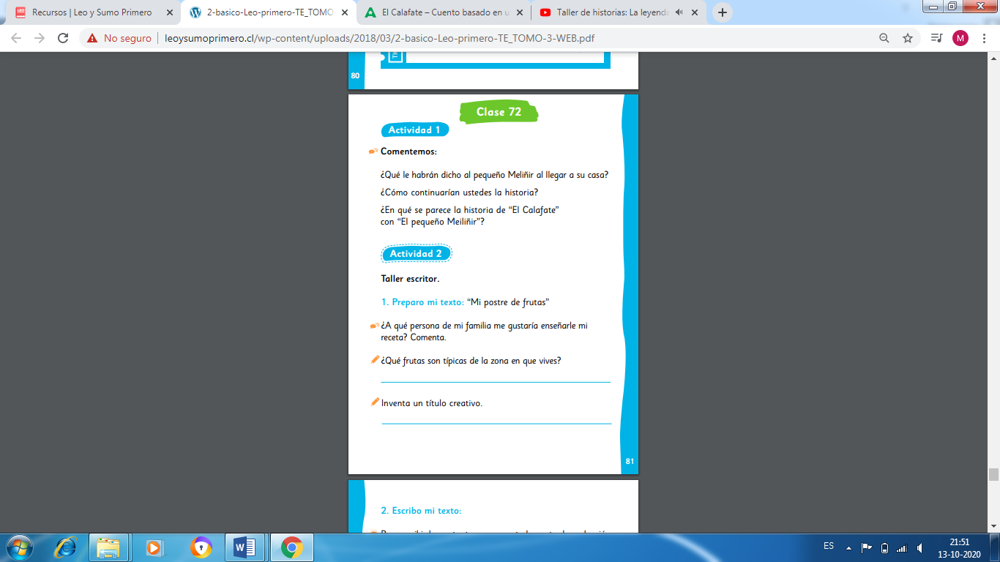 Recursos | Leo y Sumo Primero
2-basico-Leo-primero-TE_TOMO
El Calafate – Cuento basado en u
Taller de historias: La leyenda
No seguro
leoysumoprimero.cl/wp-content/uploads/2018/03/2-basico-Leo-primero-TE_TOMO-3-WEB.pdf
M
80
Clase 72
Actividad 1
Comentemos:
¿Qué le habrán dicho al pequeño Meliñir al llegar a su casa?
¿Cómo continuarían ustedes la historia?
¿En qué se parece la historia de “El Calafate”
con “El pequeño Meiliñir”?
Actividad 2
Taller escritor.
1. Preparo mi texto: “Mi postre de frutas”
¿A qué persona de mi familia me gustaría enseñarle mi
receta? Comenta.
¿Qué frutas son típicas de la zona en que vives?
Inventa un título creativo.
81
2. Escribo mi texto:
ES
21:51
13-10-2020